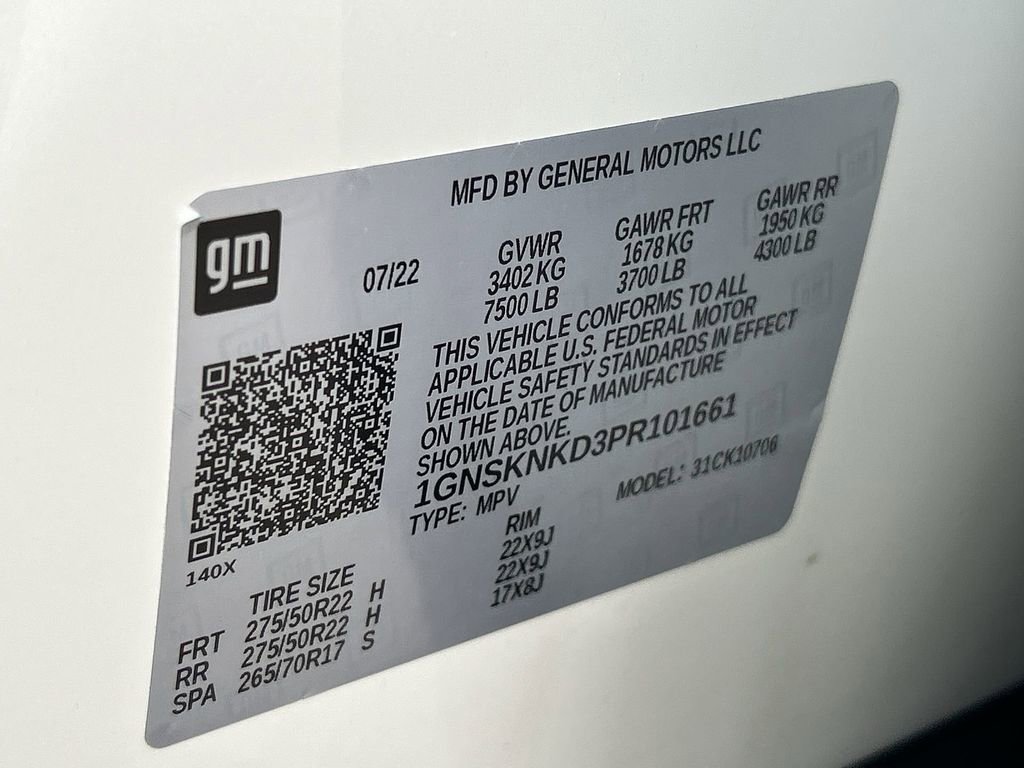 MFD BY GENERAL MOTORS LLC
gm
07/22
GVWR
3402 KG
7500 LB
GAWR FRT
1678 KG
3700 LB
GAWR RR
1950 KG
4300 LB
THIS VEHICLE CONFORMS TO ALL
APPLICABLE U.S. FEDERAL MOTOR
VEHICLE SAFETY STANDARDS IN EFFECT
ON THE DATE OF MANUFACTURE
SHOWN ABOVE.
1GNSKNKD3PR101661
TYPE: MPV MODEL: 31CK10706
140X
TIRE SIZE RIM
FRT 275/50R22 H 22X9J
RR 275/50R22 H 22X9J
SPA 265/70R17 S 17X8J